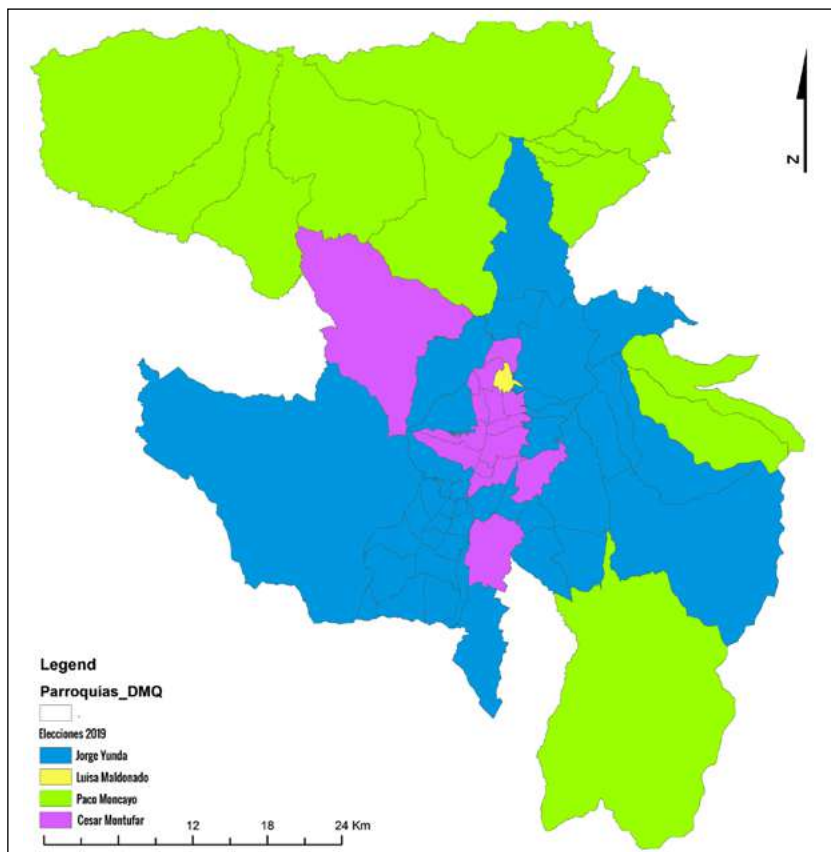 N
Legend
Parroquias_DMQ
.
Elecciones 2019
Jorge Yunda
Luisa Maldonado
Paco Moncayo
Cesar Montufar
12 18 24 Km